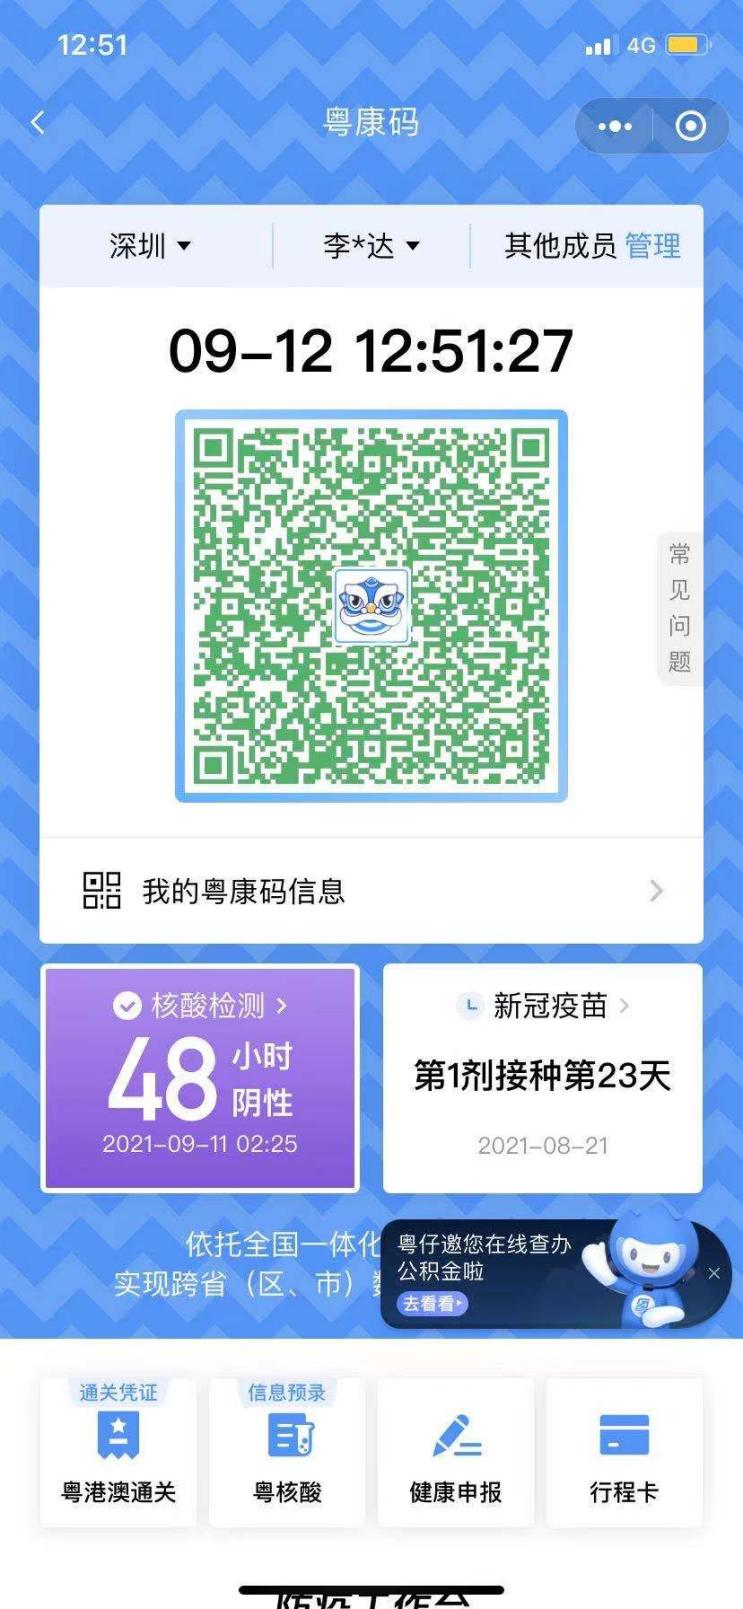 12:51
4G
粤康码
深圳
李*达
其他成员 管理
09-12 12:51:27
常见问题
我的粤康码信息
核酸检测
48
小时
阴性
2021-09-11 02:25
新冠疫苗
第1剂接种第23天
2021-08-21
依托全国一体化
实现跨省（区、市）
粤仔邀您在线查办
公积金啦
去看看
通关凭证
粤港澳通关
信息预录
粤核酸
健康申报
行程卡